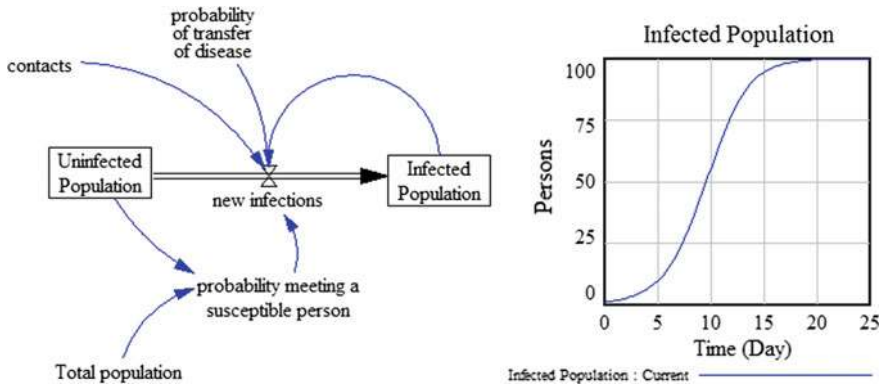 probability
of transfer
of disease
contacts
Uninfected
Population
Infected
Population
new infections
probability meeting a
susceptible person
Total population
Infected Population
100
75
50
25
0
Persons
0 5 10 15 20 25
Time (Day)
Infected Population : Current